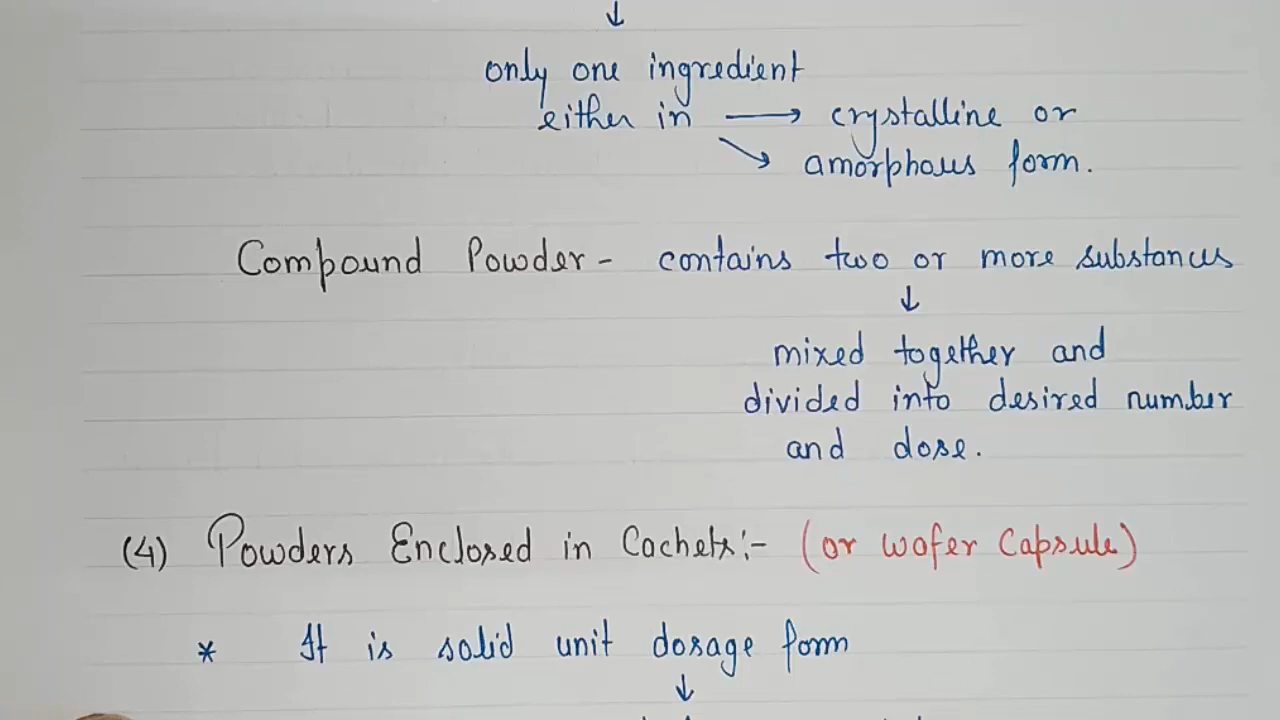 ↓
only one ingredient
either in → crystalline or
↘ amorphous form.
Compound Powder - contains two or more substances
↓
mixed together and
divided into desired number
and dose.
(4) Powders Enclosed in Cachets:- (or wafer Capsule)
* It is solid unit dosage form
↓